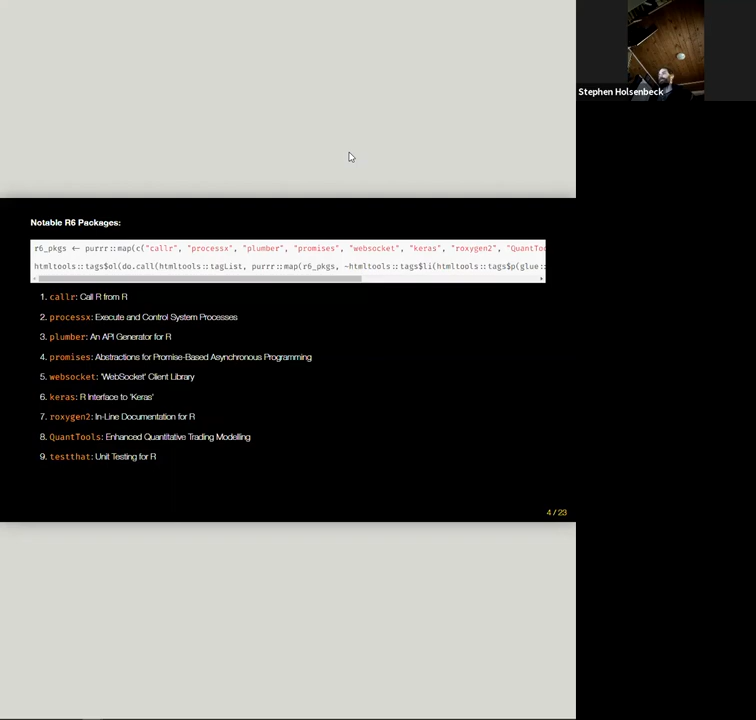 Stephen Holsenbeck
Notable R6 Packages:
r6_pkgs <- purrr::map(c("callr", "processx", "plumber", "promises", "websocket", "keras", "roxygen2", "QuantToo
htmltools::tags$ol(do.call(htmltools::tagList, purrr::map(r6_pkgs, ~htmltools::tags$li(htmltools::tags$p(glue::
1. callr: Call R from R
2. processx: Execute and Control System Processes
3. plumber: An API Generator for R
4. promises: Abstractions for Promise-Based Asynchronous Programming
5. websocket: 'WebSocket' Client Library
6. keras: R Interface to 'Keras'
7. roxygen2: In-Line Documentation for R
8. QuantTools: Enhanced Quantitative Trading Modelling
9. testthat: Unit Testing for R
4 / 23